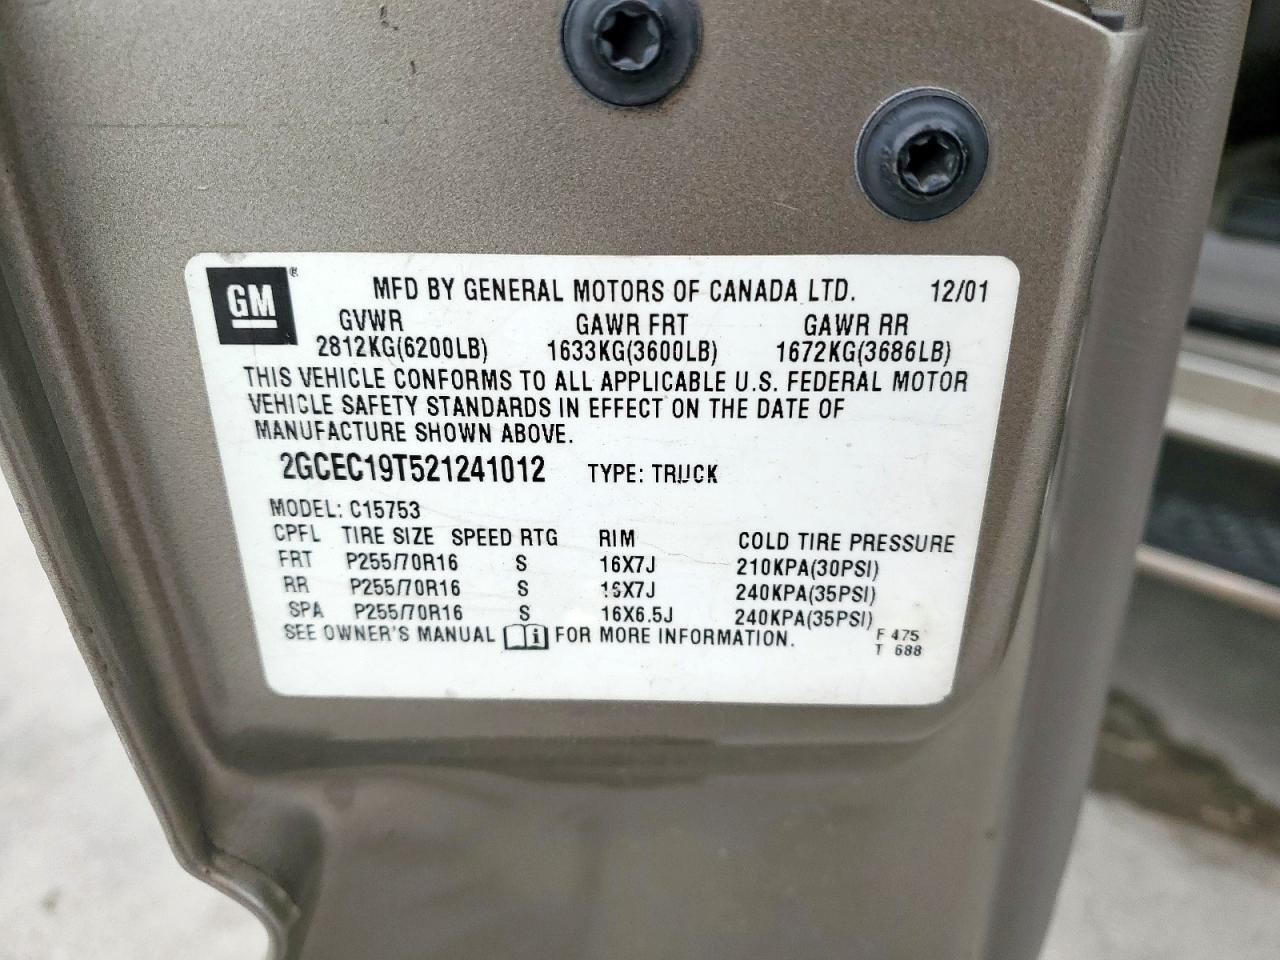 GM® MFD BY GENERAL MOTORS OF CANADA LTD. 12/01
GVWR GAWR FRT GAWR RR
2812KG(6200LB) 1633KG(3600LB) 1672KG(3686LB)
THIS VEHICLE CONFORMS TO ALL APPLICABLE U.S. FEDERAL MOTOR
VEHICLE SAFETY STANDARDS IN EFFECT ON THE DATE OF
MANUFACTURE SHOWN ABOVE.
2GCEC19T521241012 TYPE: TRUCK
MODEL: C15753
CPFL TIRE SIZE SPEED RTG RIM COLD TIRE PRESSURE
FRT P255/70R16 S 16X7J 210KPA(30PSI)
RR P255/70R16 S 16X7J 240KPA(35PSI)
SPA P255/70R16 S 16X6.5J 240KPA(35PSI)
SEE OWNER'S MANUAL i FOR MORE INFORMATION. F 475
T 688